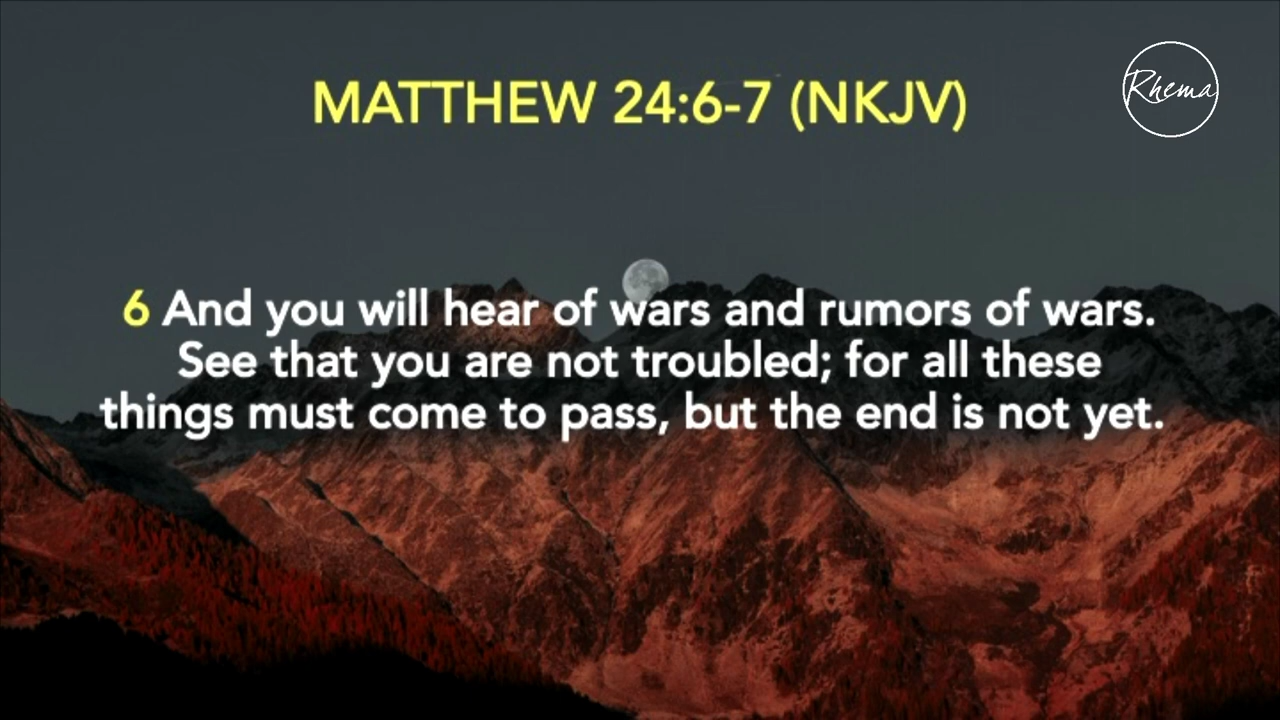 MATTHEW 24:6-7 (NKJV)
Rhema
6 And you will hear of wars and rumors of wars.
See that you are not troubled; for all these
things must come to pass, but the end is not yet.